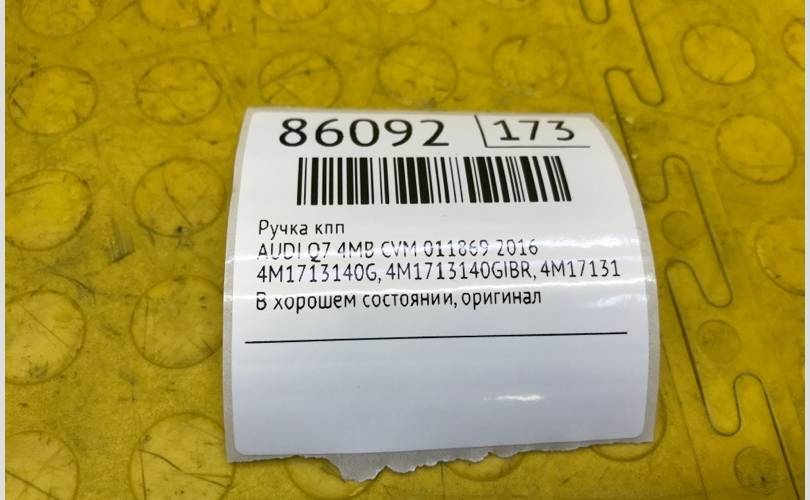 86092 173
Ручка кпп
AUDI Q7 4MB CVM 011869 2016
4M1713140G, 4M1713140GIBR, 4M17131
В хорошем состоянии, оригинал